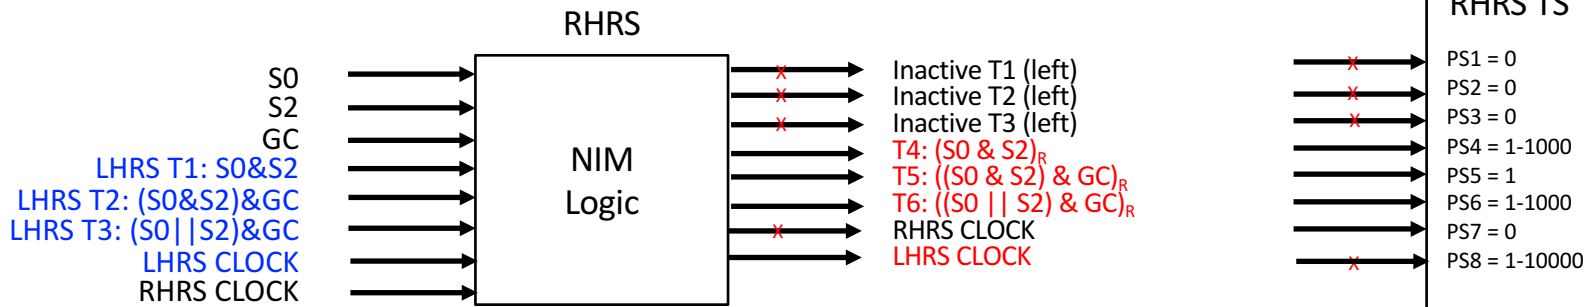 RHRS
S0
S2
GC
LHRS T1: S0&S2
LHRS T2: (S0&S2)&GC
LHRS T3: (S0||S2)&GC
LHRS CLOCK
RHRS CLOCK
NIM
Logic
Inactive T1 (left)
Inactive T2 (left)
Inactive T3 (left)
T4: (S0 & S2)R
T5: ((S0 & S2) & GC)R
T6: ((S0 || S2) & GC)R
RHRS CLOCK
LHRS CLOCK
RHRS TS
PS1 = 0
PS2 = 0
PS3 = 0
PS4 = 1-1000
PS5 = 1
PS6 = 1-1000
PS7 = 0
PS8 = 1-10000